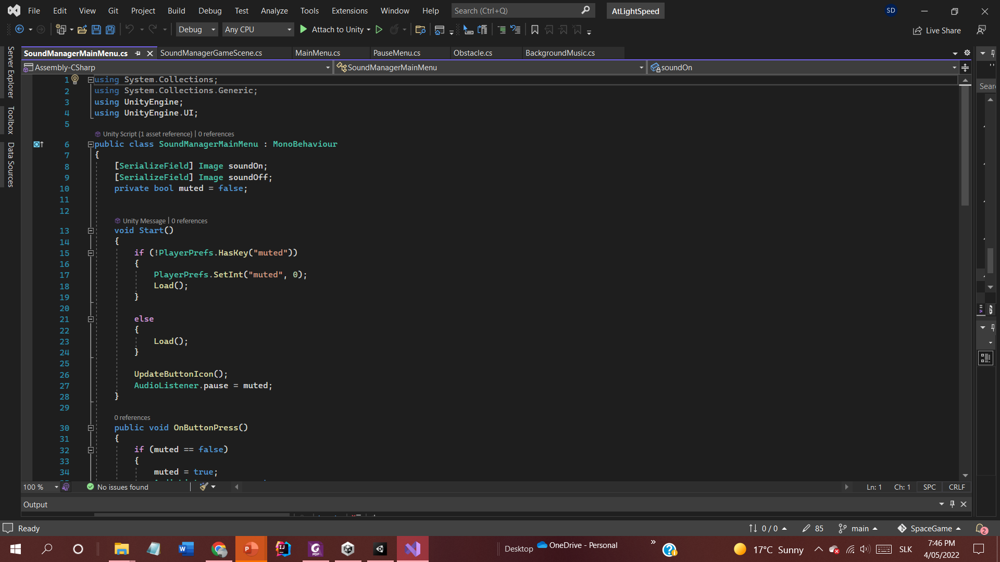 File Edit View Git Project Build Debug Test Analyze Tools Extensions Window Help Search (Ctrl+Q) AtLightSpeed SD
Debug Any CPU Attach to Unity Live Share
SoundManagerMainMenu.cs SoundManagerGameScene.cs MainMenu.cs PauseMenu.cs Obstacle.cs BackgroundMusic.cs
Assembly-CSharp SoundManagerMainMenu soundOn
Server Explorer
Toolbox
Data Sources
1 using System.Collections;
2 using System.Collections.Generic;
3 using UnityEngine;
4 using UnityEngine.UI;
5
Unity Script (1 asset reference) | 0 references
6 public class SoundManagerMainMenu : MonoBehaviour
7 {
8 [SerializeField] Image soundOn;
9 [SerializeField] Image soundOff;
10 private bool muted = false;
11
12
Unity Message | 0 references
13 void Start()
14 {
15 if (!PlayerPrefs.HasKey("muted"))
16 {
17 PlayerPrefs.SetInt("muted", 0);
18 Load();
19 }
20
21 else
22 {
23 Load();
24 }
25
26 UpdateButtonIcon();
27 AudioListener.pause = muted;
28 }
29
0 references
30 public void OnButtonPress()
31 {
32 if (muted == false)
33 {
34 muted = true;
100 % No issues found Ln: 1 Ch: 1 SPC CRLF
Output
Ready 0 / 0 85 main SpaceGame 2
Desktop OneDrive - Personal » 17°C Sunny SLK 7:46 PM
4/05/2022